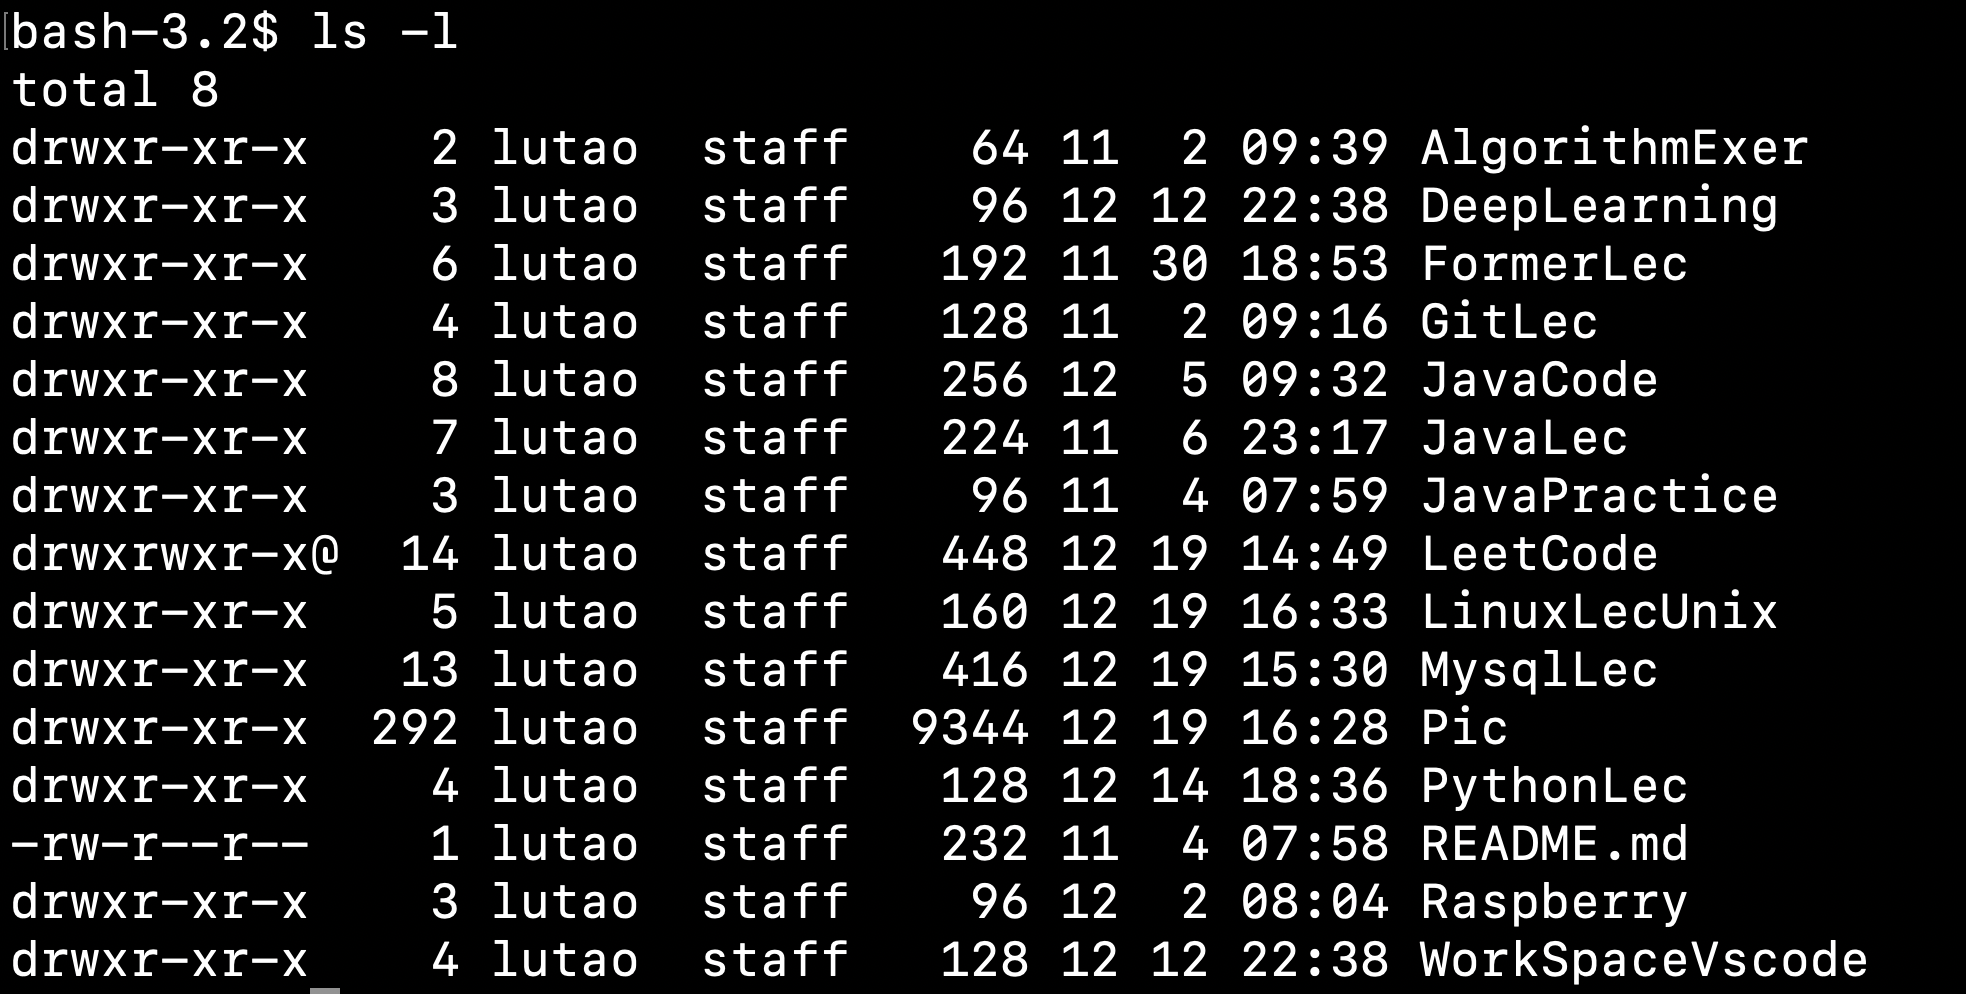 bash-3.2$ ls -l
total 8
drwxr-xr-x    2 lutao  staff    64 11  2 09:39 AlgorithmExer
drwxr-xr-x    3 lutao  staff    96 12 12 22:38 DeepLearning
drwxr-xr-x    6 lutao  staff   192 11 30 18:53 FormerLec
drwxr-xr-x    4 lutao  staff   128 11  2 09:16 GitLec
drwxr-xr-x    8 lutao  staff   256 12  5 09:32 JavaCode
drwxr-xr-x    7 lutao  staff   224 11  6 23:17 JavaLec
drwxr-xr-x    3 lutao  staff    96 11  4 07:59 JavaPractice
drwxrwxr-x@  14 lutao  staff   448 12 19 14:49 LeetCode
drwxr-xr-x    5 lutao  staff   160 12 19 16:33 LinuxLecUnix
drwxr-xr-x   13 lutao  staff   416 12 19 15:30 MysqlLec
drwxr-xr-x  292 lutao  staff  9344 12 19 16:28 Pic
drwxr-xr-x    4 lutao  staff   128 12 14 18:36 PythonLec
-rw-r--r--    1 lutao  staff   232 11  4 07:58 README.md
drwxr-xr-x    3 lutao  staff    96 12  2 08:04 Raspberry
drwxr-xr-x    4 lutao  staff   128 12 12 22:38 WorkSpaceVscode